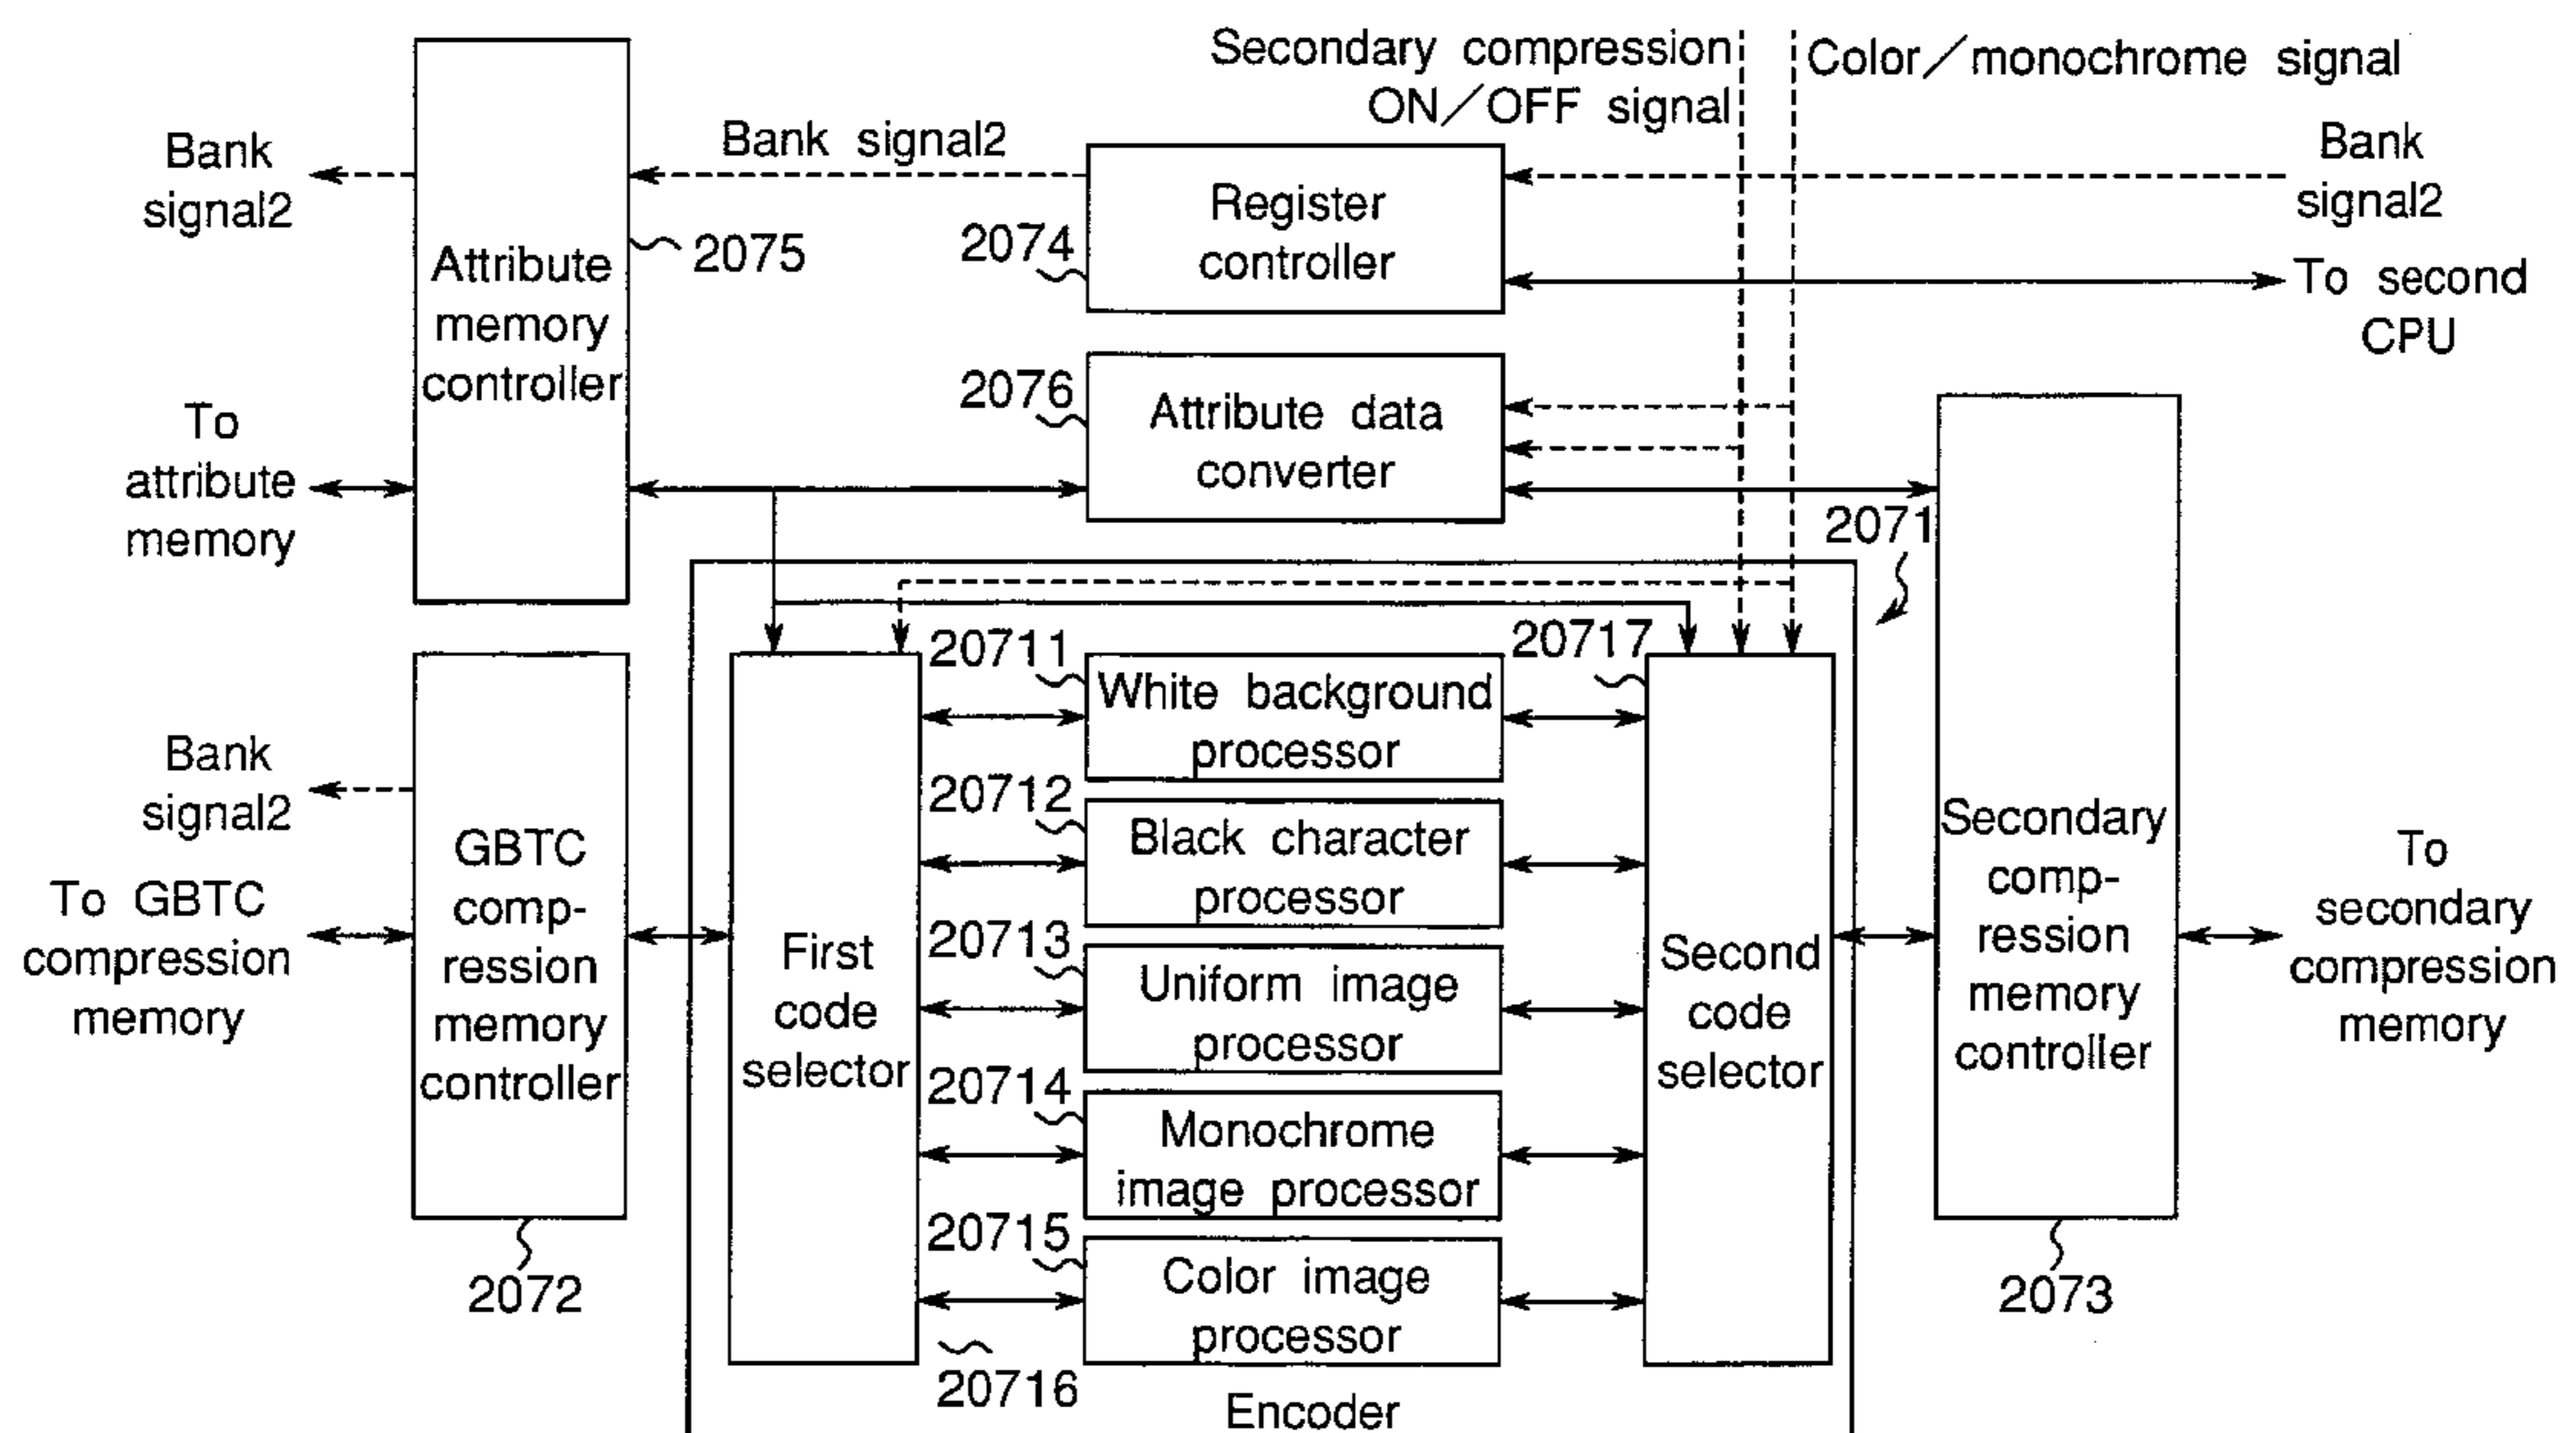 Secondary compression
ON/OFF signal
Color/monochrome signal
Bank
signal2
Bank signal2
Bank
signal2
Attribute
memory
controller
2075
2074
Register
controller
To second
CPU
To
attribute
memory
2076
Attribute data
converter
2071
20711
White background
processor
20717
Bank
signal2
To GBTC
compression
memory
GBTC
comp-
ression
memory
controller
2072
First
code
selector
20712
Black character
processor
20713
Uniform image
processor
20714
Monochrome
image processor
20715
Color image
processor
20716
Encoder
Second
code
selector
Secondary
comp-
ression
memory
controller
2073
To
secondary
compression
memory